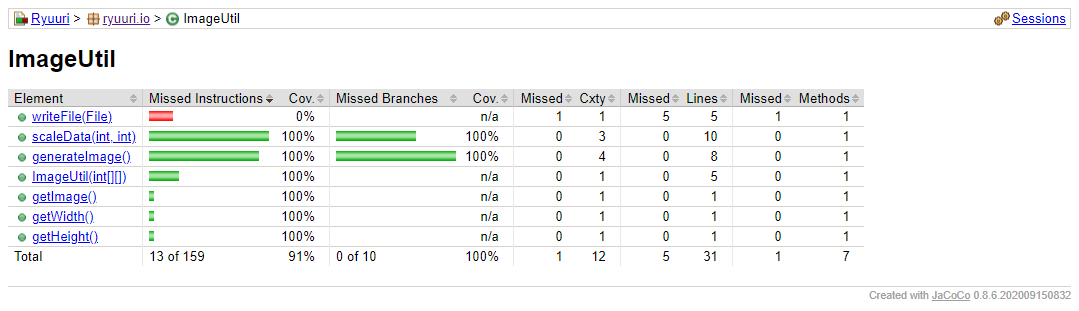 Ryuuri > ryuuri.io > ImageUtil Sessions
ImageUtil
Element Missed Instructions Cov. Missed Branches Cov. Missed Cxty Missed Lines Missed Methods
writeFile(File) 0% n/a 1 1 5 5 1 1
scaleData(int, int) 100% 100% 0 3 0 10 0 1
generateImage() 100% 100% 0 4 0 8 0 1
ImageUtil(int[][]) 100% n/a 0 1 0 5 0 1
getImage() 100% n/a 0 1 0 1 0 1
getWidth() 100% n/a 0 1 0 1 0 1
getHeight() 100% n/a 0 1 0 1 0 1
Total 13 of 159 91% 0 of 10 100% 1 12 5 31 1 7
Created with JaCoCo 0.8.6.202009150832